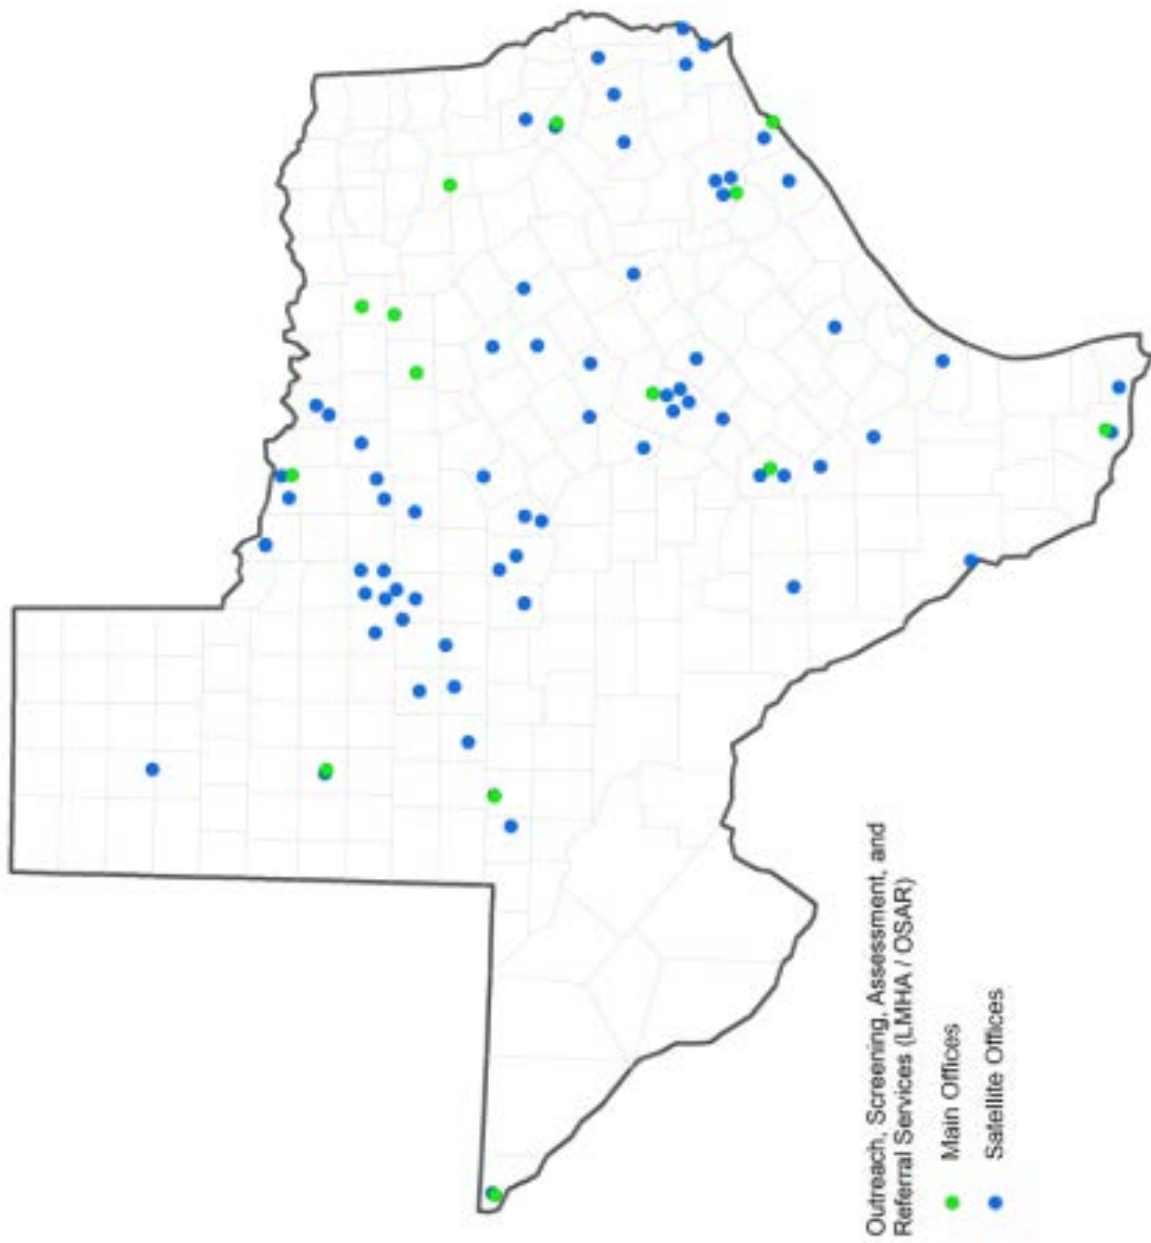 Outreach, Screening, Assessment, and
Referral Services (LMHA / OSAR)
Main Offices
Satellite Offices